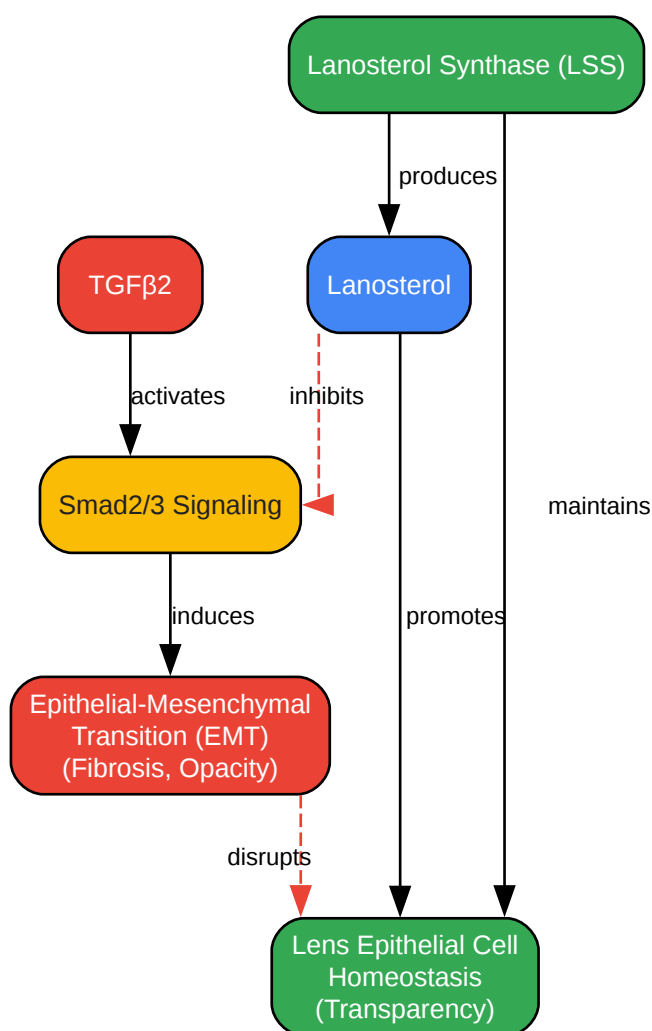 Lanosterol Synthase (LSS)
produces
TGFβ2
Lanosterol
activates
inhibits
Smad2/3 Signaling
maintains
induces
promotes
Epithelial-Mesenchymal
Transition (EMT)
(Fibrosis, Opacity)
disrupts
Lens Epithelial Cell
Homeostasis
(Transparency)